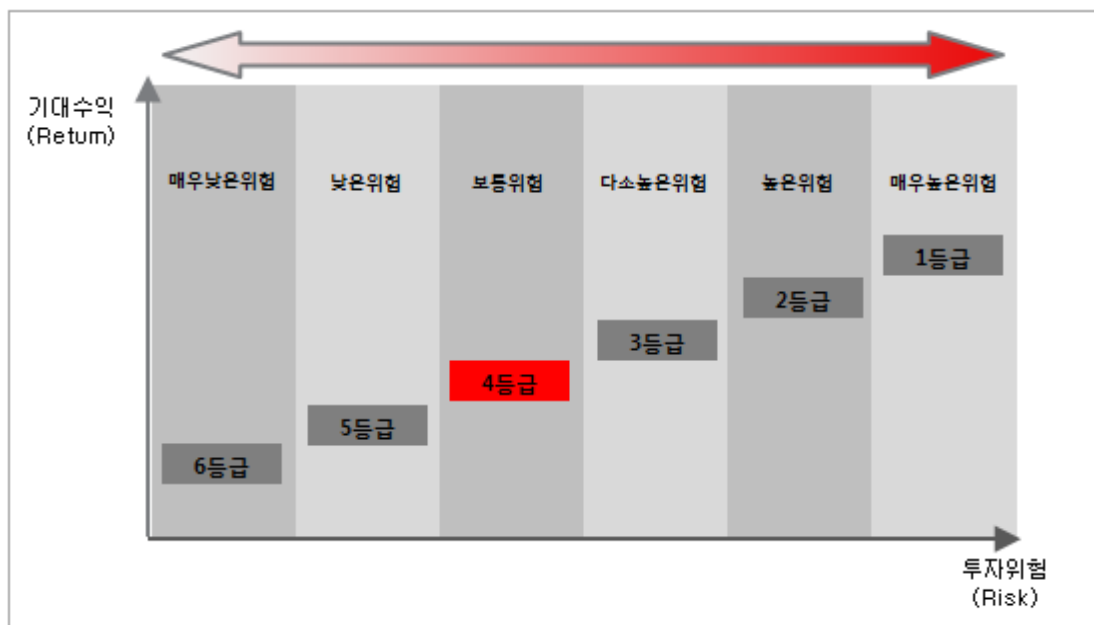 기대수익
(Return)
매우낮은위험 낮은위험 보통위험 다소높은위험 높은위험 매우높은위험
1등급
2등급
3등급
4등급
5등급
6등급
투자위험
(Risk)